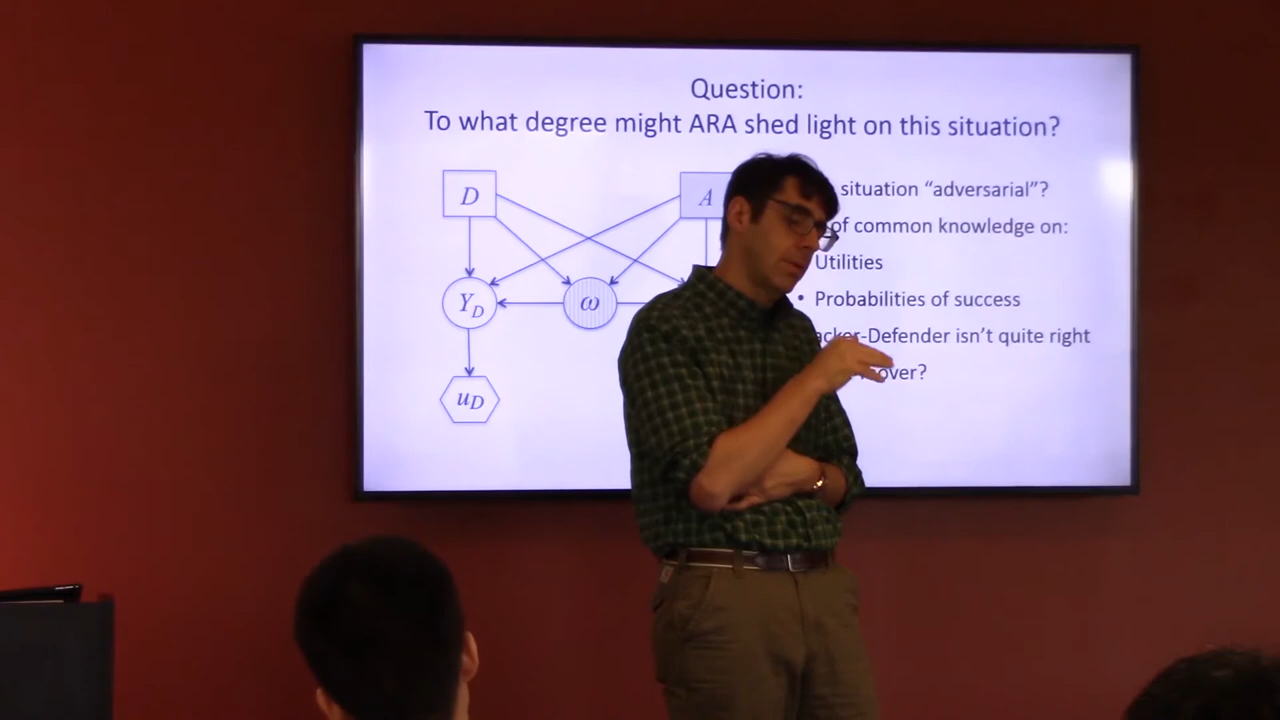 Question:
To what degree might ARA shed light on this situation?
D
A
situation “adversarial”?
of common knowledge on:
Utilities
• Probabilities of success
-Defender isn’t quite right
Y_D
ω
u_D